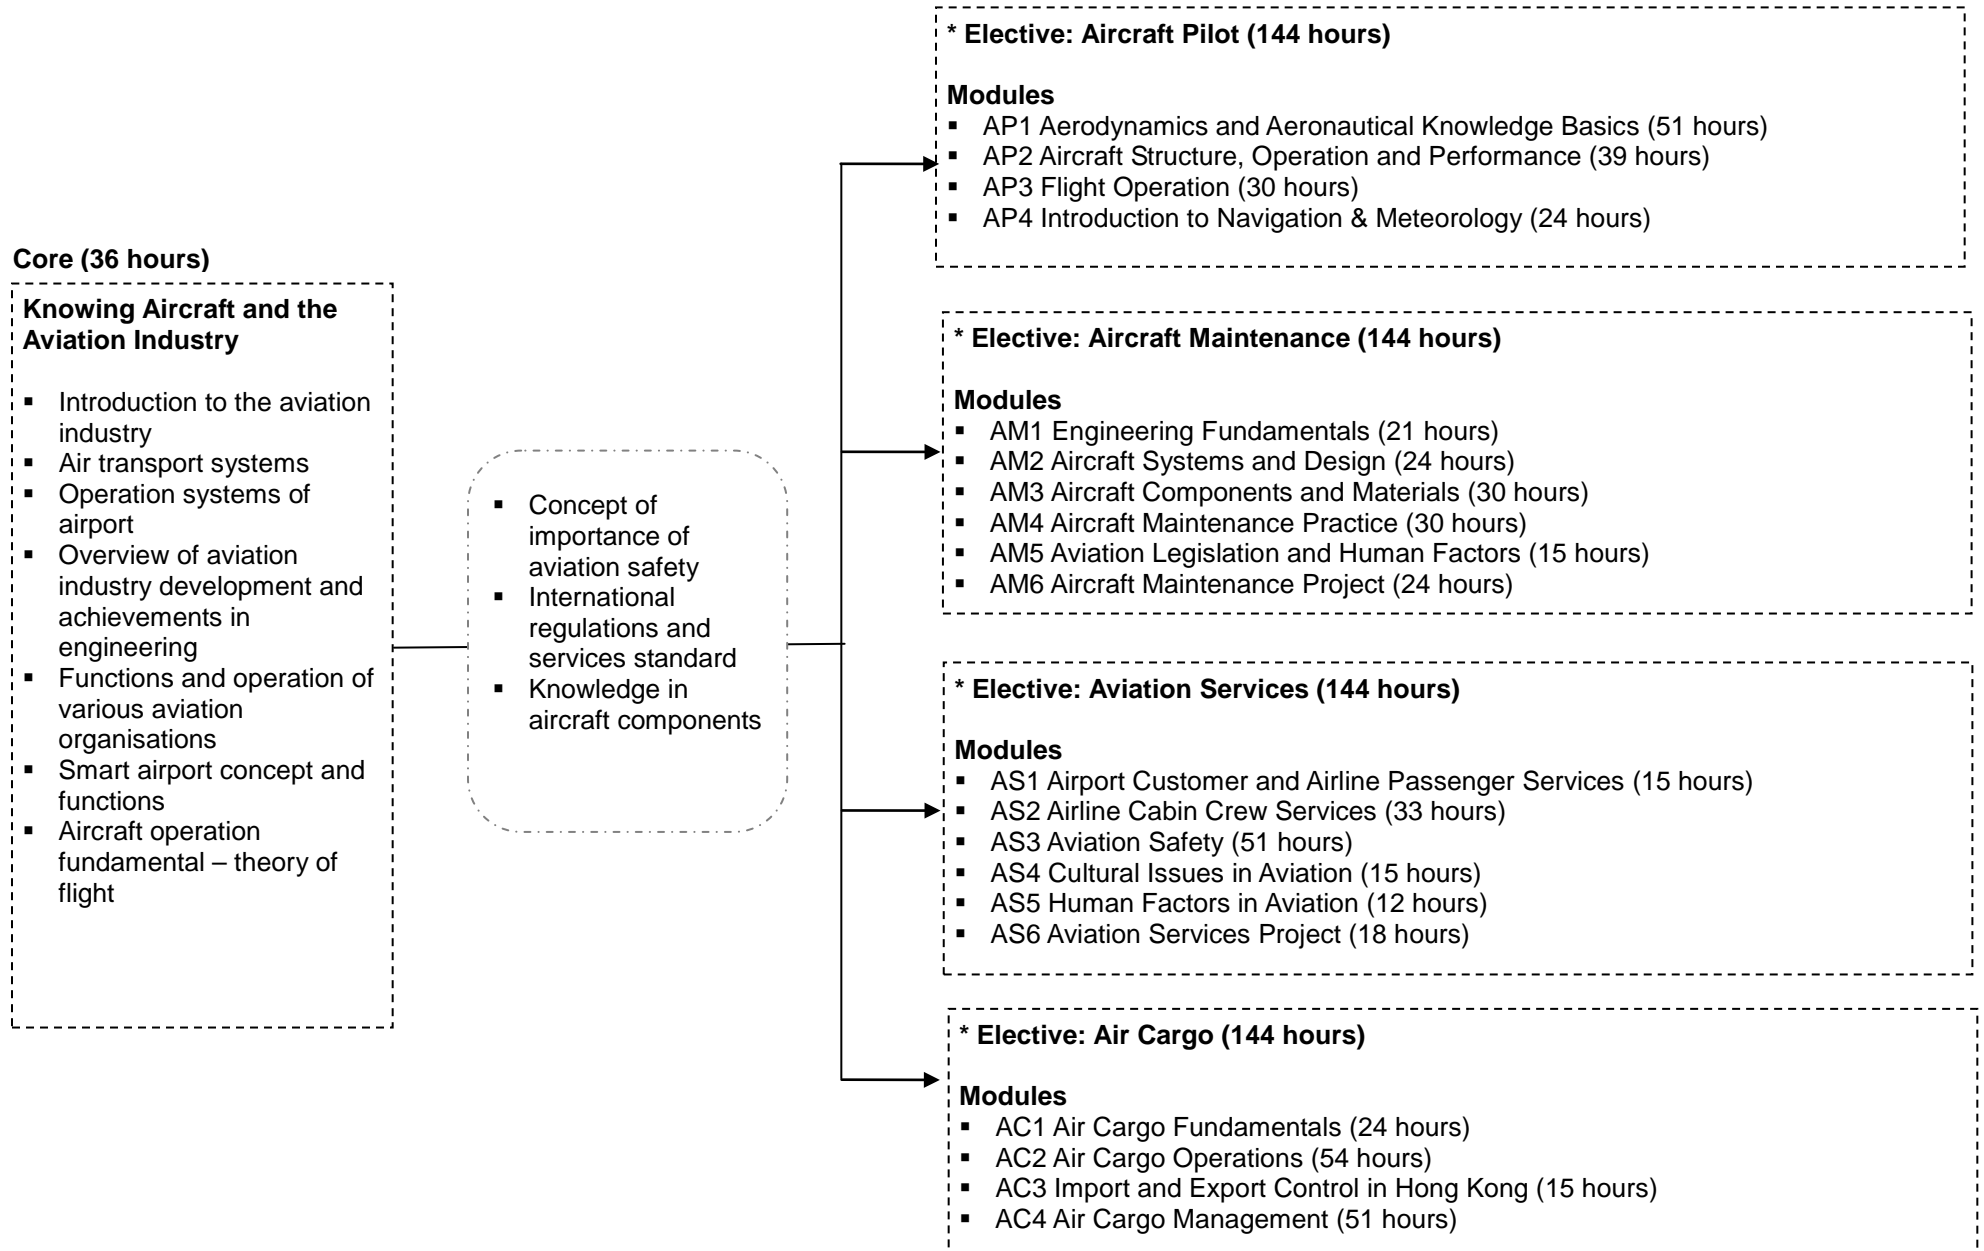 Core (36 hours)
Knowing Aircraft and the
Aviation Industry
▪ Introduction to the aviation
industry
▪ Air transport systems
▪ Operation systems of
airport
▪ Overview of aviation
industry development and
achievements in
engineering
▪ Functions and operation of
various aviation
organisations
▪ Smart airport concept and
functions
▪ Aircraft operation
fundamental – theory of
flight
▪ Concept of
importance of
aviation safety
▪ International
regulations and
services standard
▪ Knowledge in
aircraft components
* Elective: Aircraft Pilot (144 hours)
Modules
▪ AP1 Aerodynamics and Aeronautical Knowledge Basics (51 hours)
▪ AP2 Aircraft Structure, Operation and Performance (39 hours)
▪ AP3 Flight Operation (30 hours)
▪ AP4 Introduction to Navigation & Meteorology (24 hours)
* Elective: Aircraft Maintenance (144 hours)
Modules
▪ AM1 Engineering Fundamentals (21 hours)
▪ AM2 Aircraft Systems and Design (24 hours)
▪ AM3 Aircraft Components and Materials (30 hours)
▪ AM4 Aircraft Maintenance Practice (30 hours)
▪ AM5 Aviation Legislation and Human Factors (15 hours)
▪ AM6 Aircraft Maintenance Project (24 hours)
* Elective: Aviation Services (144 hours)
Modules
▪ AS1 Airport Customer and Airline Passenger Services (15 hours)
▪ AS2 Airline Cabin Crew Services (33 hours)
▪ AS3 Aviation Safety (51 hours)
▪ AS4 Cultural Issues in Aviation (15 hours)
▪ AS5 Human Factors in Aviation (12 hours)
▪ AS6 Aviation Services Project (18 hours)
* Elective: Air Cargo (144 hours)
Modules
▪ AC1 Air Cargo Fundamentals (24 hours)
▪ AC2 Air Cargo Operations (54 hours)
▪ AC3 Import and Export Control in Hong Kong (15 hours)
▪ AC4 Air Cargo Management (51 hours)